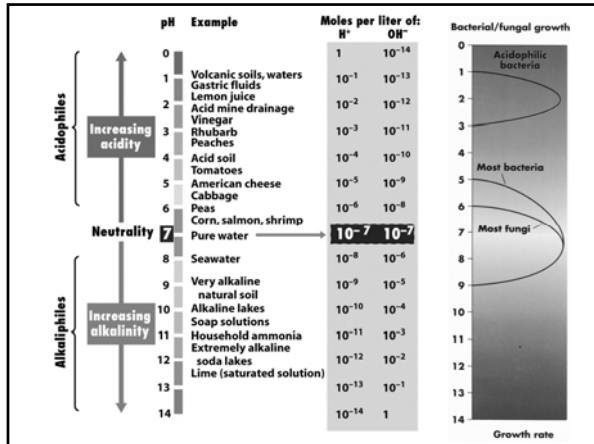 pH Example Moles per liter of: Bacterial/fungal growth
H⁺ OH⁻
0 1 10⁻¹⁴ 0
Acidophilic
bacteria
Volcanic soils, waters
1 10⁻¹ 10⁻¹³ 1
Gastric fluids
Lemon juice
2 10⁻² 10⁻¹² 2
Acid mine drainage
Vinegar
3 Rhubarb 10⁻³ 10⁻¹¹ 3
Peaches
4 Acid soil 10⁻⁴ 10⁻¹⁰ 4
Tomatoes
5 American cheese 10⁻⁵ 10⁻⁹ 5
Cabbage
Most bacteria
6 Peas 10⁻⁶ 10⁻⁸ 6
Corn, salmon, shrimp
Neutrality 7 Pure water 10⁻⁷ 10⁻⁷ 7
Most fungi
8 Seawater 10⁻⁸ 10⁻⁶ 8
9 Very alkaline 10⁻⁹ 10⁻⁵ 9
natural soil
10 Alkaline lakes 10⁻¹⁰ 10⁻⁴ 10
Soap solutions
11 Household ammonia 10⁻¹¹ 10⁻³ 11
Extremely alkaline
12 soda lakes 10⁻¹² 10⁻² 12
Lime (saturated solution)
13 10⁻¹³ 10⁻¹ 13
14 10⁻¹⁴ 1 14
Growth rate
Acidophiles
Increasing
acidity
Alkaliphiles
Increasing
alkalinity